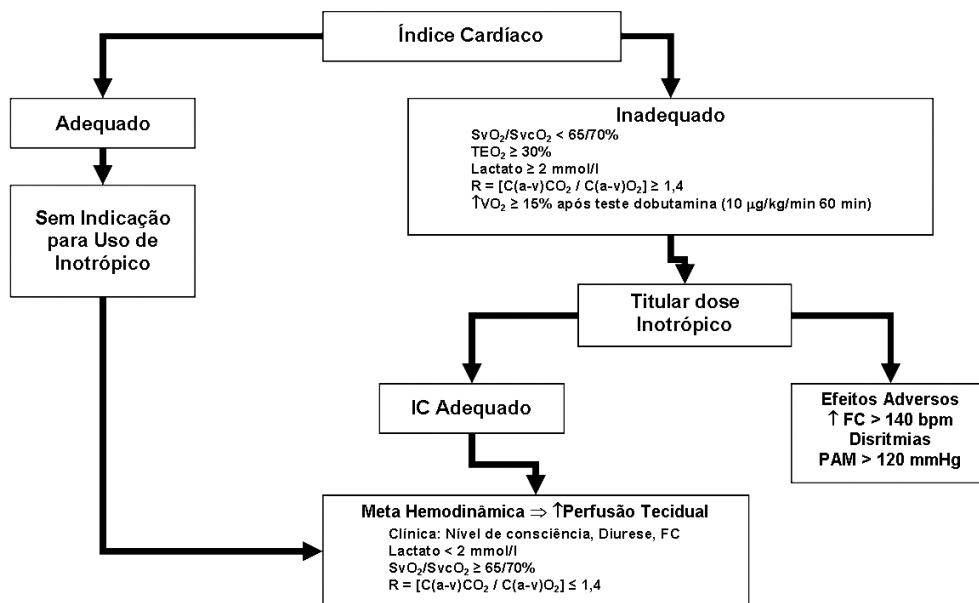 Índice Cardíaco
Adequado
Inadequado
SvO₂/SvcO₂ < 65/70%
TEO₂ ≥ 30%
Lactato ≥ 2 mmol/l
R = [C(a-v)CO₂ / C(a-v)O₂] ≥ 1,4
↑VO₂ ≥ 15% após teste dobutamina (10 µg/kg/min 60 min)
Sem Indicação
para Uso de
Inotrópico
Titular dose
Inotrópico
IC Adequado
Efeitos Adversos
↑ FC > 140 bpm
Disritmias
PAM > 120 mmHg
Meta Hemodinâmica ⇒ ↑Perfusão Tecidual
Clínica: Nível de consciência, Diurese, FC
Lactato < 2 mmol/l
SvO₂/SvcO₂ ≥ 65/70%
R = [C(a-v)CO₂ / C(a-v)O₂] ≤ 1,4